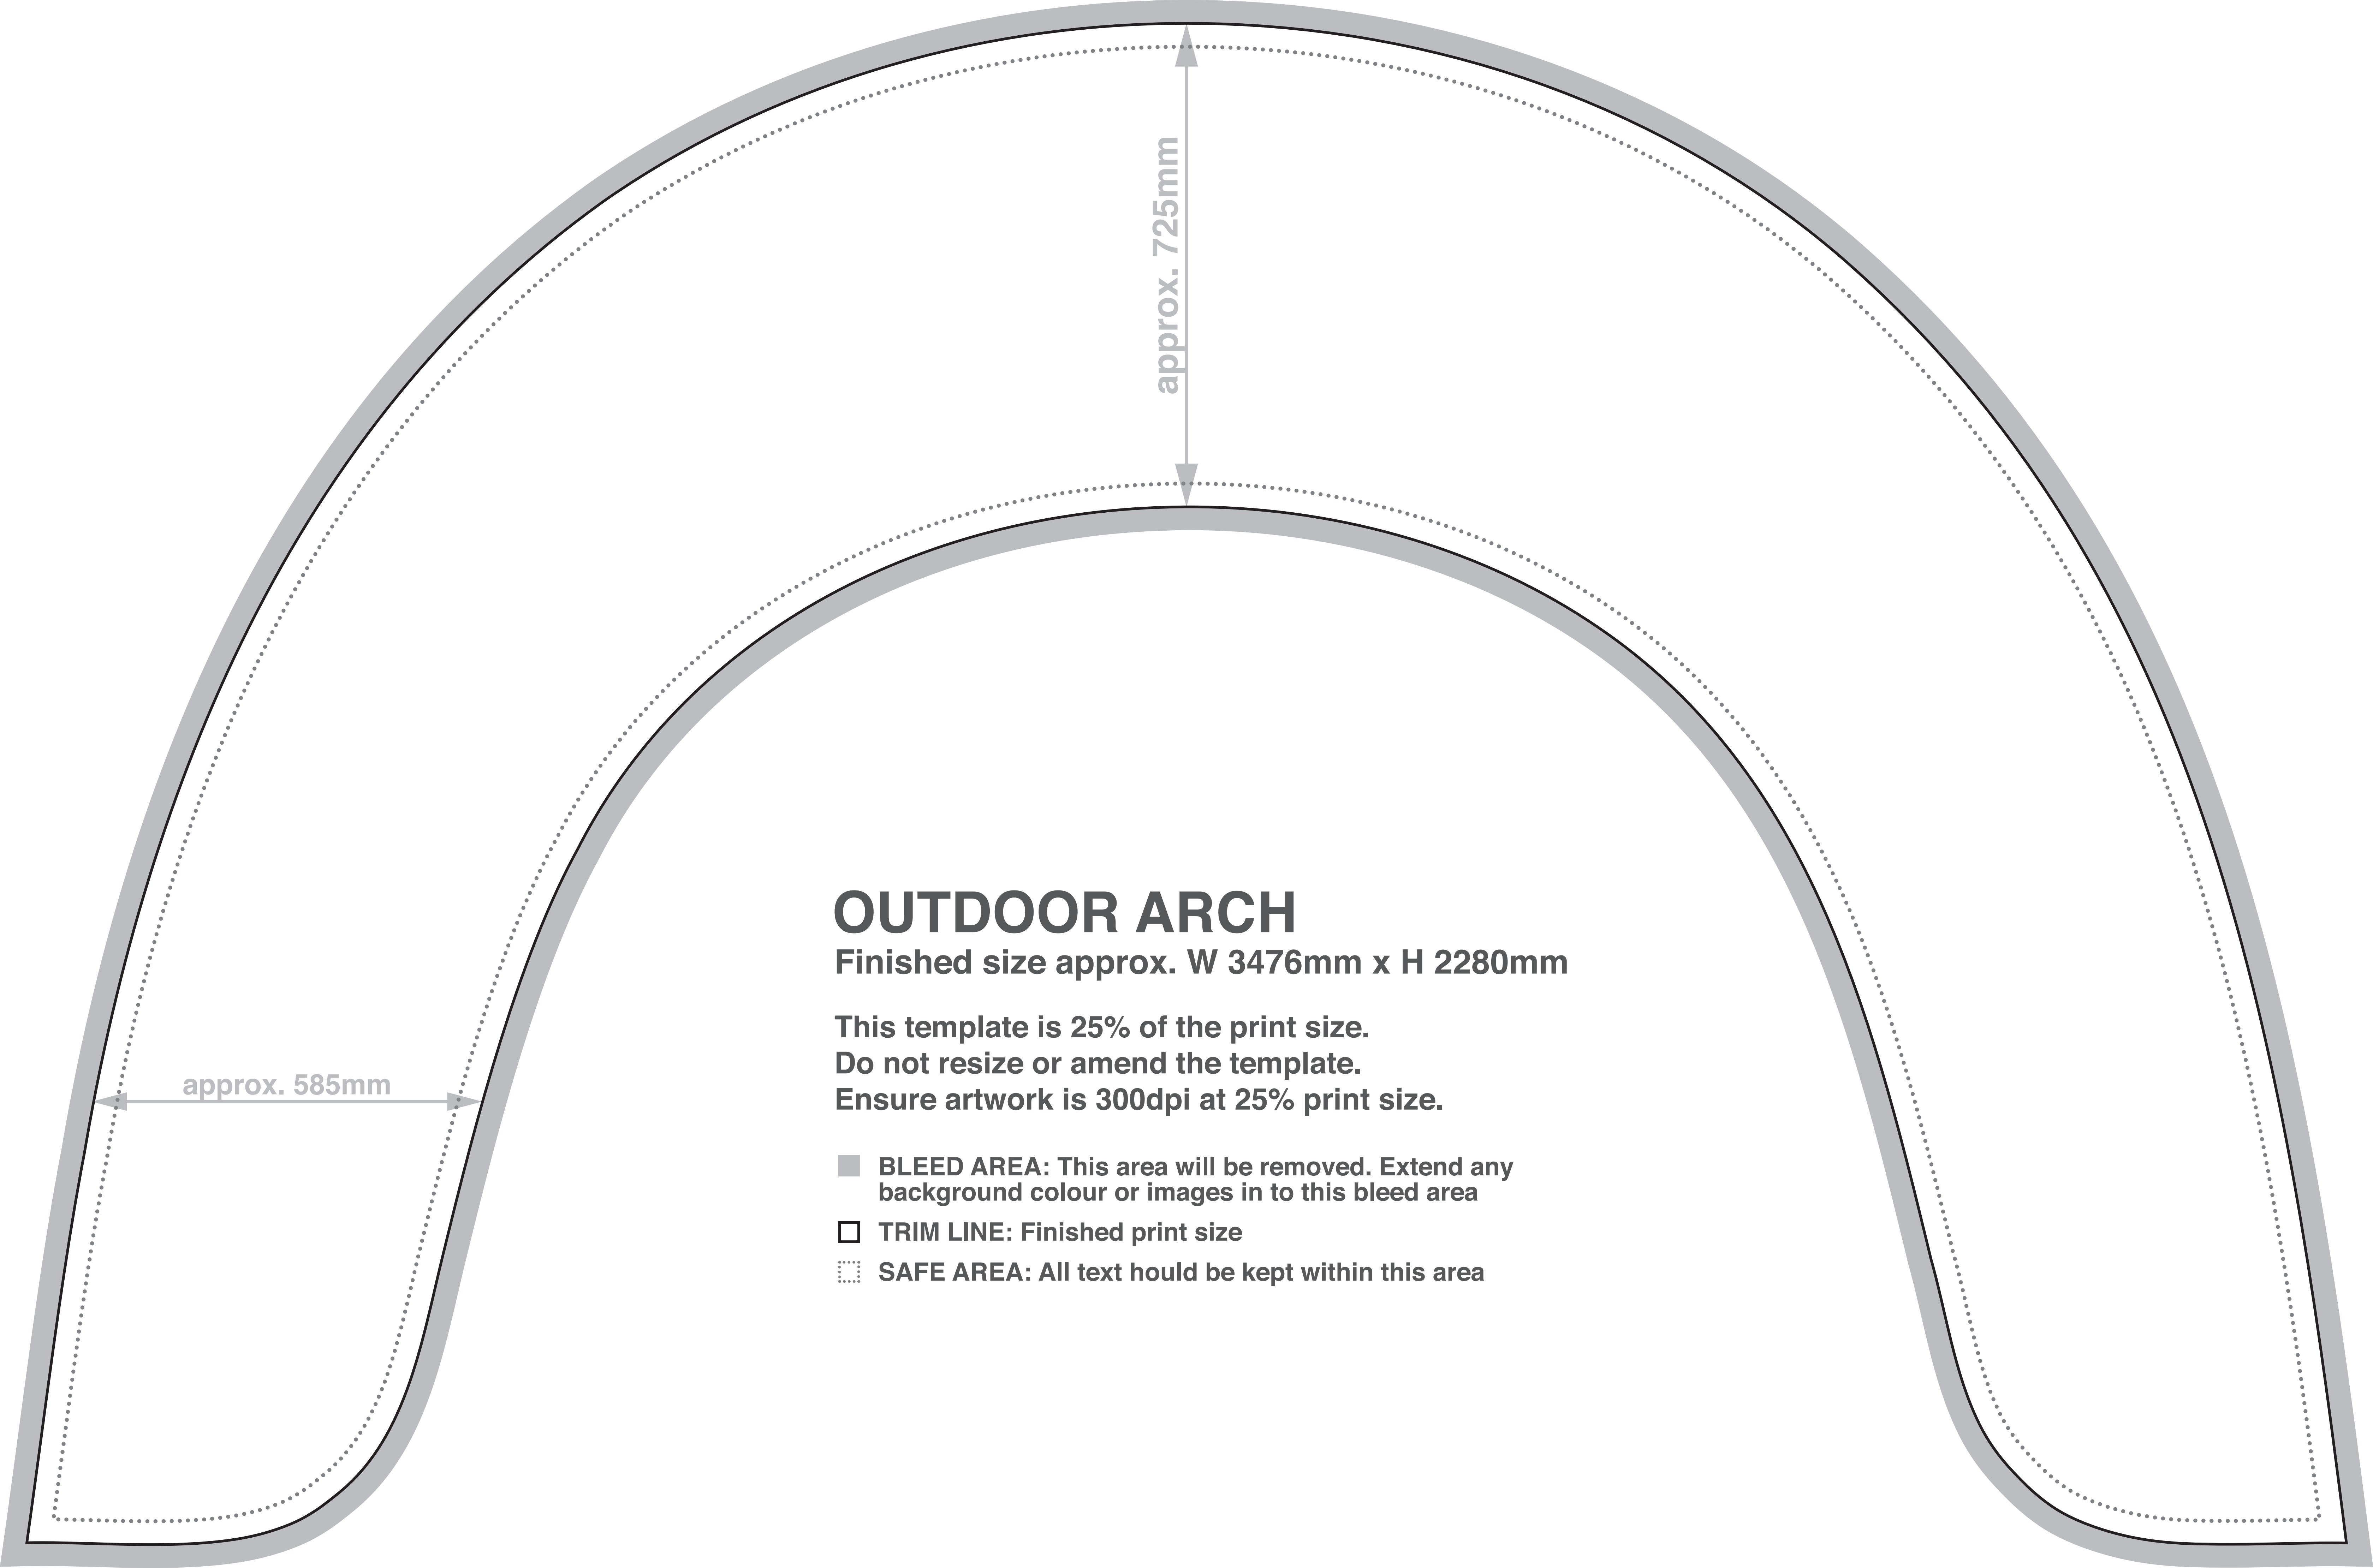 approx. 725mm
OUTDOOR ARCH
Finished size approx. W 3476mm x H 2280mm
This template is 25% of the print size.
Do not resize or amend the template.
Ensure artwork is 300dpi at 25% print size.
approx. 585mm
BLEED AREA: This area will be removed. Extend any
background colour or images in to this bleed area
TRIM LINE: Finished print size
SAFE AREA: All text hould be kept within this area